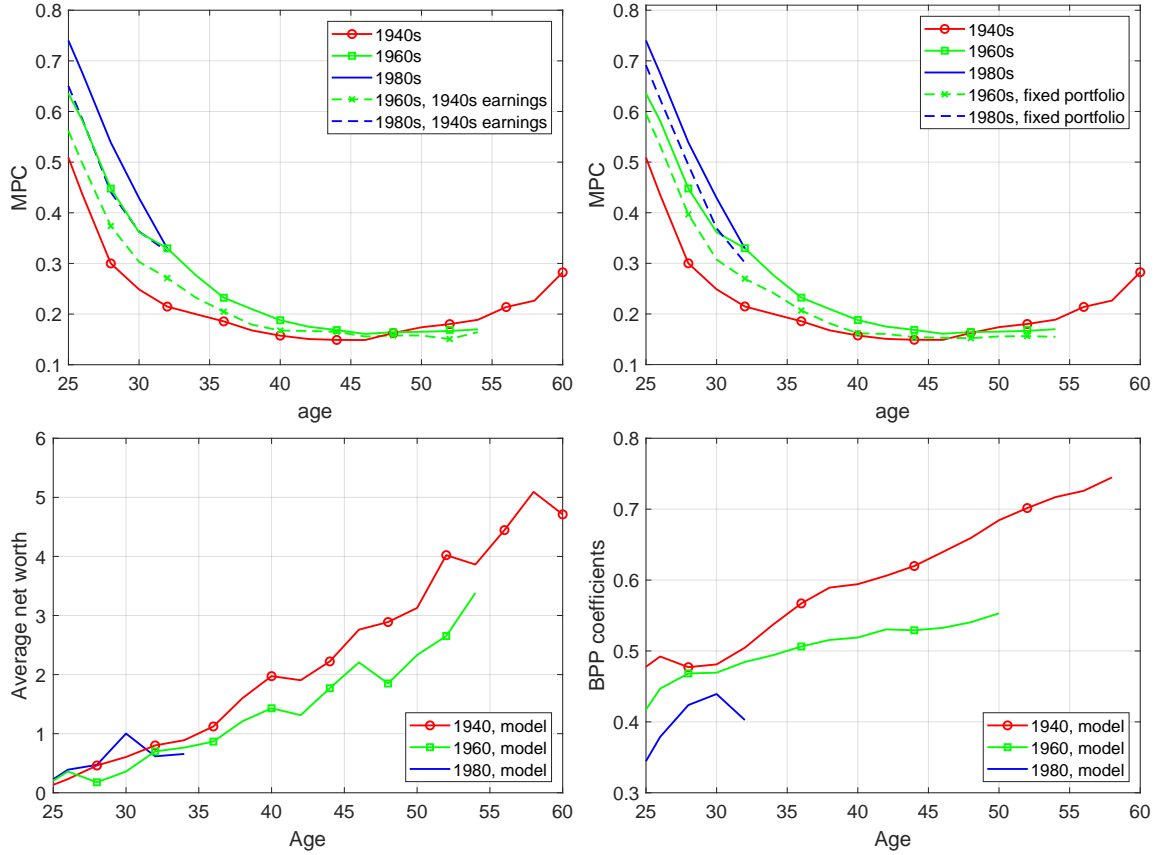 0.8
0.7
0.6
0.5
0.4
0.3
0.2
0.1
MPC
25 30 35 40 45 50 55 60
age
1940s
1960s
1980s
1960s, 1940s earnings
1980s, 1940s earnings
0.8
0.7
0.6
0.5
0.4
0.3
0.2
0.1
MPC
25 30 35 40 45 50 55 60
age
1940s
1960s
1980s
1960s, fixed portfolio
1980s, fixed portfolio
6
5
4
3
2
1
0
Average net worth
25 30 35 40 45 50 55 60
Age
1940, model
1960, model
1980, model
0.8
0.7
0.6
0.5
0.4
0.3
BPP coefficients
25 30 35 40 45 50 55 60
Age
1940, model
1960, model
1980, model